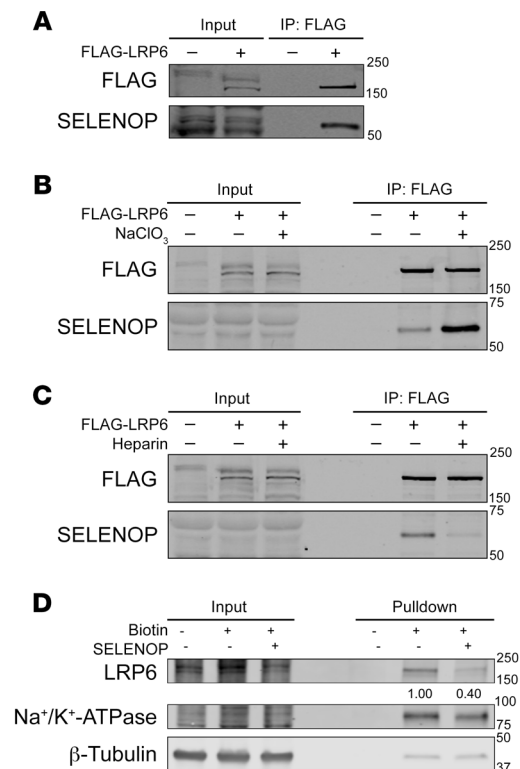 A
Input IP: FLAG
FLAG-LRP6 – + – +
FLAG 250
150
SELENOP
50
B
Input IP: FLAG
FLAG-LRP6 – + + – + +
NaClO3 – – + – – +
FLAG 250
150
SELENOP 75
50
C
Input IP: FLAG
FLAG-LRP6 – + + – + +
Heparin – – + – – +
FLAG 250
150
SELENOP 75
50
D
Input Pulldown
Biotin - + + - + +
SELENOP - - + - - +
LRP6 250
150
1.00 0.40
Na+/K+-ATPase 100
75
β-Tubulin 50
37